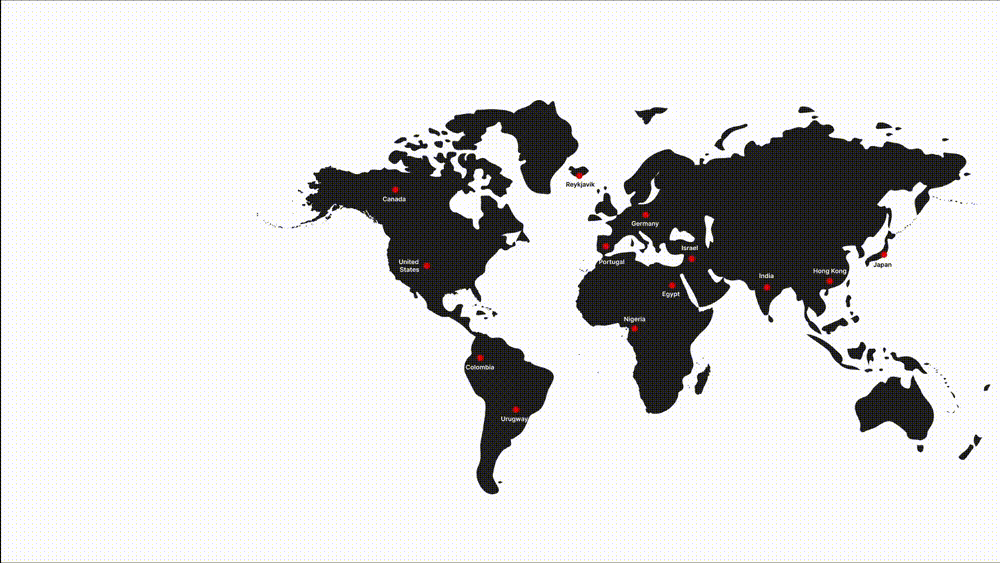 Reykjavik
Canada
Germany
Israel
United
States
Portugal
Japan
Hong Kong
India
Egypt
Nigeria
Colombia
Urugway